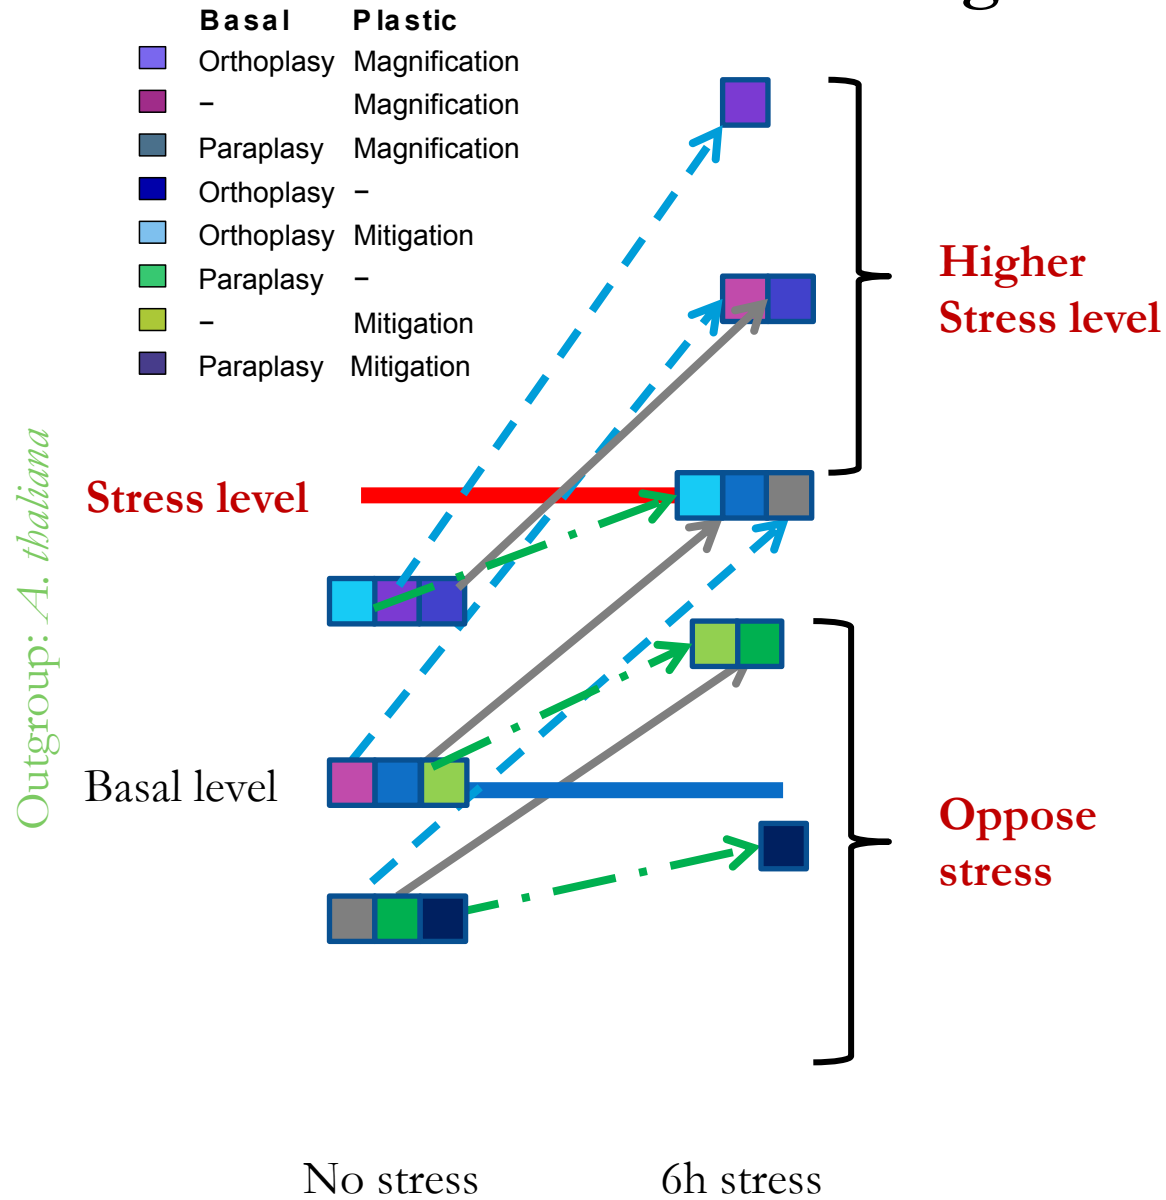 g
Basal Plastic
Orthoplasy Magnification
– Magnification
Paraplasy Magnification
Orthoplasy –
Orthoplasy Mitigation
Paraplasy –
– Mitigation
Paraplasy Mitigation
Higher
Stress level
Outgroup: A. thaliana
Stress level
Basal level
Oppose
stress
No stress 6h stress